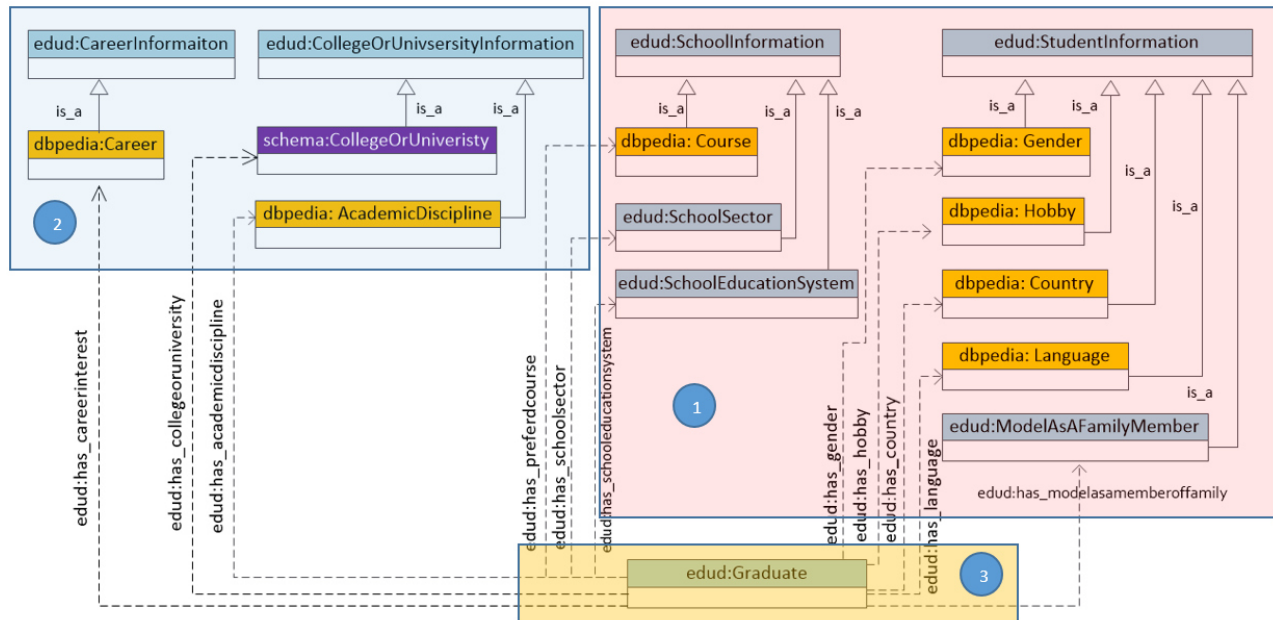 edud:CareerInformaiton
edud:CollegeOrUnivsersityInformation
is_a
is_a
is_a
dbpedia:Career
schema:CollegeOrUniveristy
dbpedia: AcademicDiscipline
2
edud:SchoolInformation
edud:StudentInformation
is_a
is_a
is_a
is_a
is_a
is_a
is_a
is_a
dbpedia: Course
edud:SchoolSector
edud:SchoolEducationSystem
dbpedia: Gender
dbpedia: Hobby
dbpedia: Country
dbpedia: Language
edud:ModelAsAFamilyMember
1
edud:has_careerinterest
edud:has_collegeoruniversity
edud:has_academicdiscipline
edud:has_preferdcourse
edud:has_schoolsector
edud:has_schooleducationsystem
edud:has_gender
edud:has_hobby
edud:has_country
edud:has_language
edud:has_modelasamemberoffamily
edud:Graduate
3